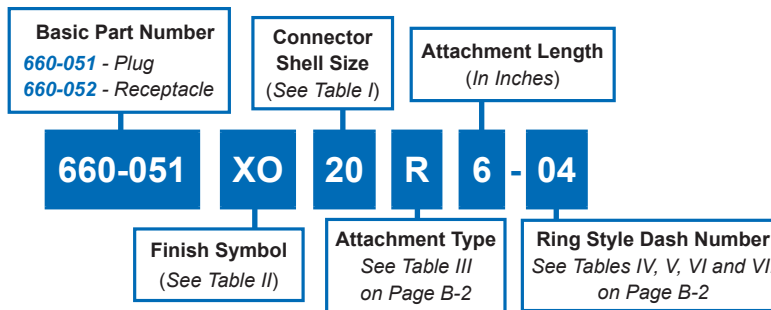 Basic Part Number
660-051 - Plug
660-052 - Receptacle
Connector
Shell Size
(See Table I)
Attachment Length
(In Inches)
660-051 XO 20 R 6 - 04
Finish Symbol
(See Table II)
Attachment Type
See Table III
on Page B-2
Ring Style Dash Number
See Tables IV, V, VI and VII
on Page B-2